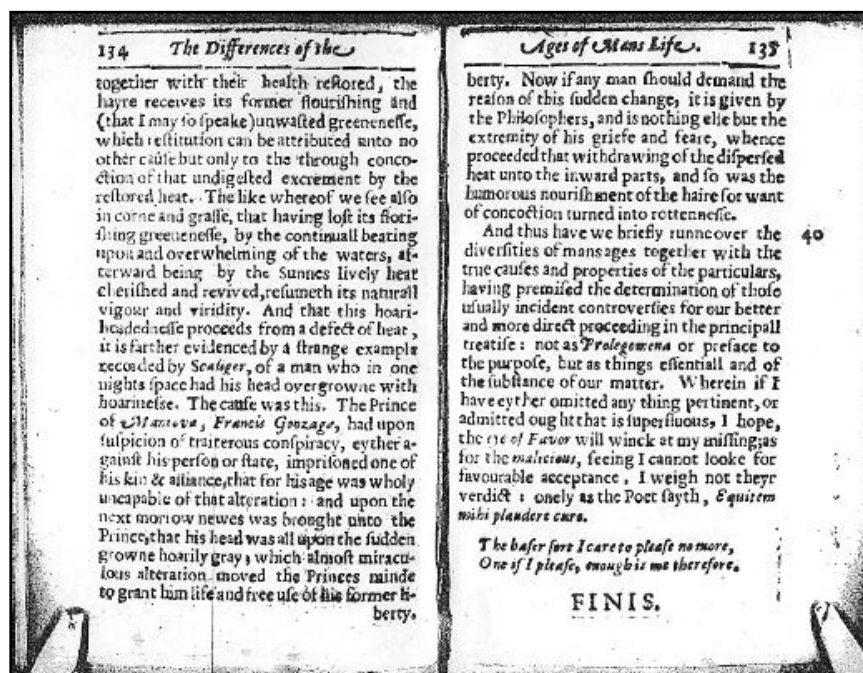 134 The Differences of the
together with their health reſtored, the
hayre receives its former flouriſhing and
(that I may ſo ſpeake) unwaſted greeneneſſe,
which reſtitution can be attributed unto no
other cauſe but only to the through conco-
ction of that undigeſted excrement by the
reſtored heat. The like whereof we ſee alſo
in corne and graſſe, that having loſt its flori-
ſhing greeneneſſe, by the continuall beating
upon and overwhelming of the waters, af-
terward being by the Sunnes lively heat
cheriſhed and revived, reſumeth its naturall
vigour and viridity. And that this hoari-
headedneſſe proceeds from a defect of heat,
it is farther evidenced by a ſtrange example
recorded by Scaliger, of a man who in one
nights ſpace had his head overgrowne with
hoarineſſe. The cauſe was this. The Prince
of Mantova, Francis Gonzaga, had upon
ſuſpicion of traiterous conſpiracy, eyther a-
gainſt his perſon or ſtate, impriſoned one of
his kin & alliance, that for his age was wholy
uncapable of that alteration: and upon the
next morrow newes was brought unto the
Prince, that his head was all upon the ſudden
growne hoarily gray, which almoſt miracu-
lous alteration moved the Princes minde
to grant him life and free uſe of his former li-
berty.
Ages of Mans Life. 135
berty. Now if any man ſhould demand the
reaſon of this ſudden change, it is given by
the Philoſophers, and is nothing elſe but the
extremity of his griefe and feare, whence
proceeded that withdrawing of the diſperſed
heat unto the inward parts, and ſo was the
humorous nouriſhment of the haire for want
of concoction turned into rottenneſſe.
And thus have we briefly runne over the 40
diverſities of mans ages together with the
true cauſes and properties of the particulars,
having premiſed the determination of thoſe
uſually incident controverſies for our better
and more direct proceeding in the principall
treatiſe: not as Prolegomena or preface to
the purpoſe, but as things eſſentiall and of
the ſubſtance of our matter. Wherein if I
have eyther omitted any thing pertinent, or
admitted ought that is ſuperfluous, I hope,
the eye of Favor will winck at my miſſing; as
for the malicious, ſeeing I cannot looke for
favourable acceptance, I weigh not theyr
verdict: onely as the Poet ſayth, Equitem
mihi plaudere curo.
The baſer ſort I care to pleaſe no more,
One if I pleaſe, enough is me therefore.
FINIS.